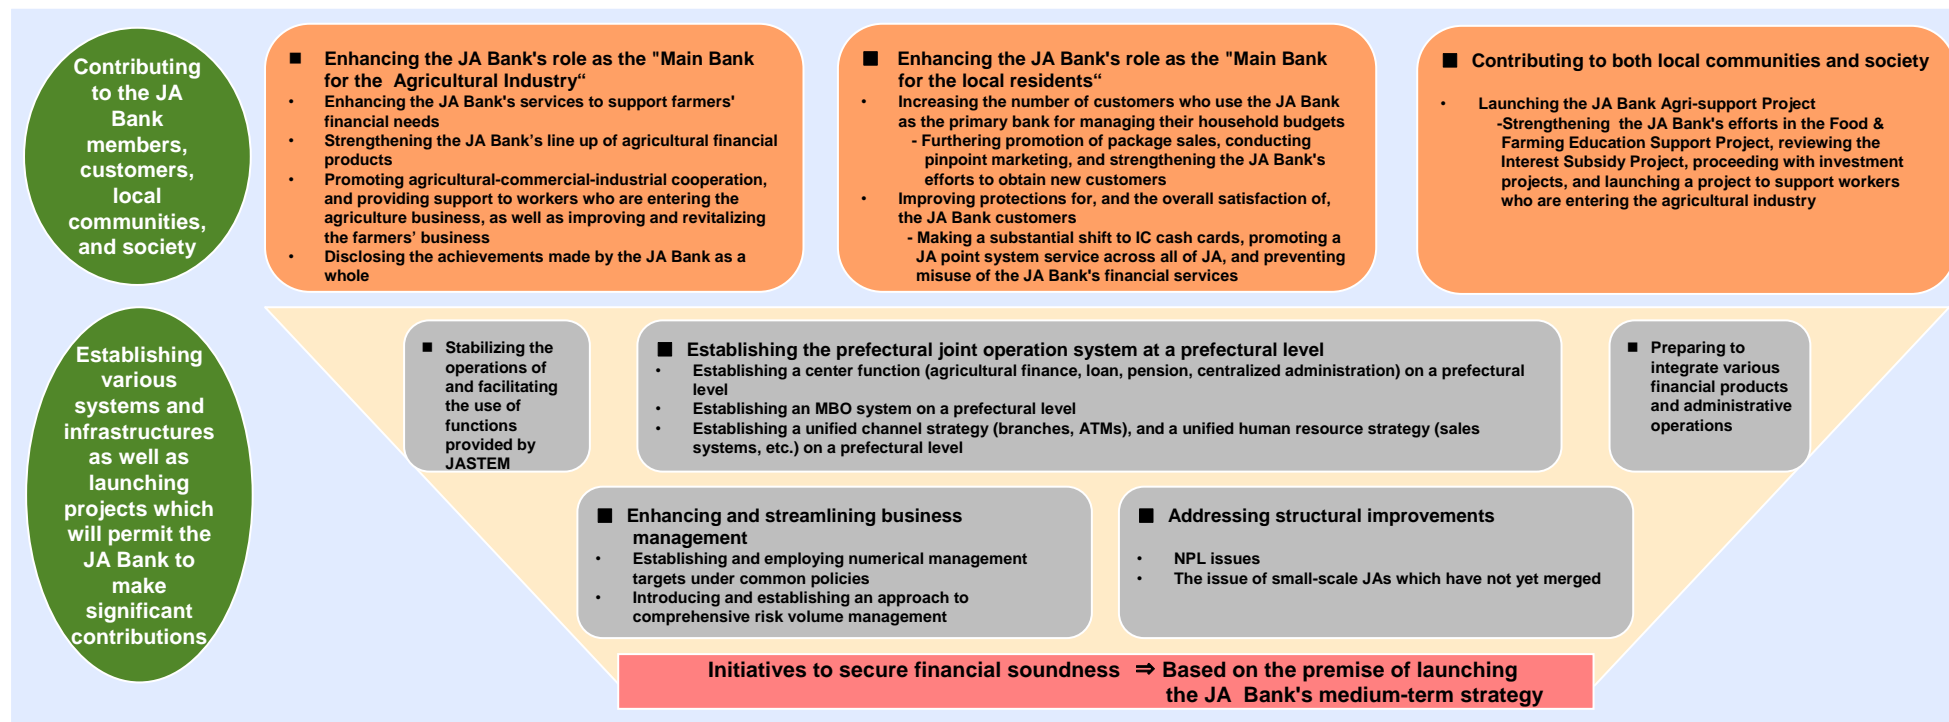 Contributing
to the JA
Bank
members,
customers,
local
communities,
and society
■ Enhancing the JA Bank's role as the "Main Bank
for the Agricultural Industry“
• Enhancing the JA Bank's services to support farmers'
financial needs
• Strengthening the JA Bank’s line up of agricultural financial
products
• Promoting agricultural-commercial-industrial cooperation,
and providing support to workers who are entering the
agriculture business, as well as improving and revitalizing
the farmers’ business
• Disclosing the achievements made by the JA Bank as a
whole
■ Enhancing the JA Bank's role as the "Main Bank
for the local residents“
• Increasing the number of customers who use the JA Bank
as the primary bank for managing their household budgets
- Furthering promotion of package sales, conducting
pinpoint marketing, and strengthening the JA Bank's
efforts to obtain new customers
• Improving protections for, and the overall satisfaction of,
the JA Bank customers
- Making a substantial shift to IC cash cards, promoting a
JA point system service across all of JA, and preventing
misuse of the JA Bank's financial services
■ Contributing to both local communities and society
• Launching the JA Bank Agri-support Project
-Strengthening the JA Bank's efforts in the Food &
Farming Education Support Project, reviewing the
Interest Subsidy Project, proceeding with investment
projects, and launching a project to support workers
who are entering the agricultural industry
Establishing
various
systems and
infrastructures
as well as
launching
projects which
will permit the
JA Bank to
make
significant
contributions
■ Stabilizing the
operations of
and facilitating
the use of
functions
provided by
JASTEM
■ Establishing the prefectural joint operation system at a prefectural level
• Establishing a center function (agricultural finance, loan, pension, centralized administration) on a prefectural
level
• Establishing an MBO system on a prefectural level
• Establishing a unified channel strategy (branches, ATMs), and a unified human resource strategy (sales
systems, etc.) on a prefectural level
■ Preparing to
integrate various
financial products
and administrative
operations
■ Enhancing and streamlining business
management
• Establishing and employing numerical management
targets under common policies
• Introducing and establishing an approach to
comprehensive risk volume management
■ Addressing structural improvements
• NPL issues
• The issue of small-scale JAs which have not yet merged
Initiatives to secure financial soundness ⇒ Based on the premise of launching
the JA Bank's medium-term strategy